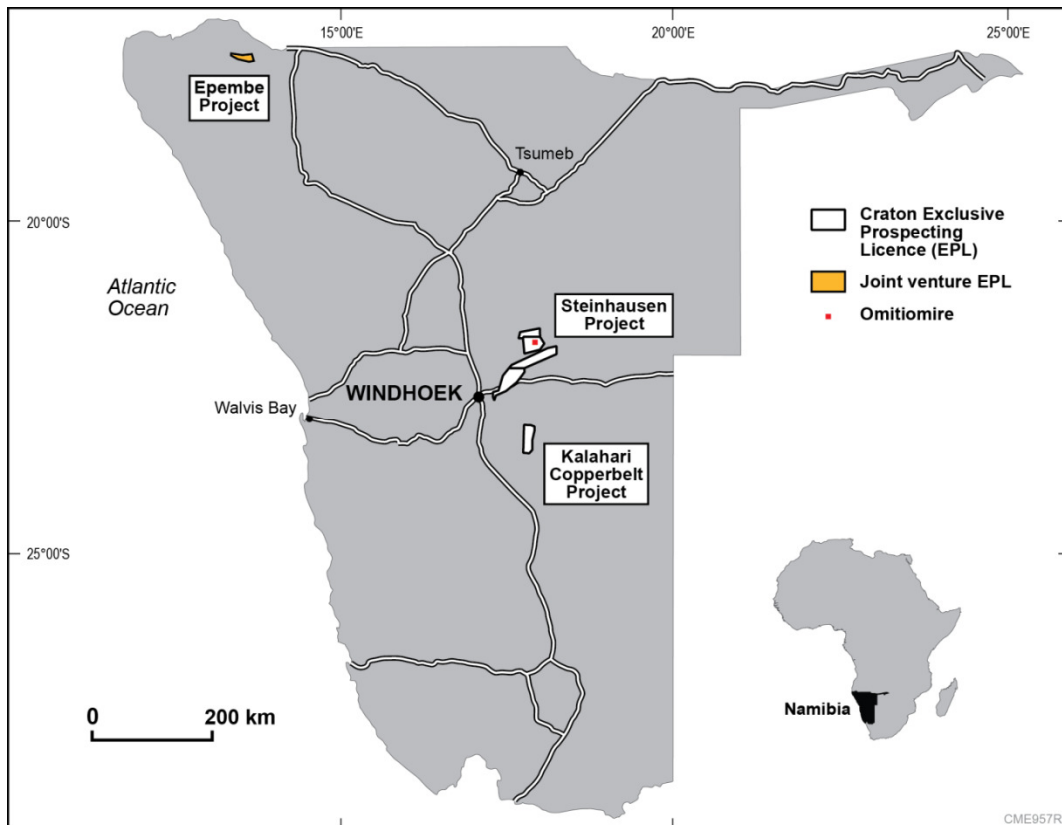 15°00'E
20°00'E
25°00'E
Epembe
Project
Tsumeb
20°00'S
Craton Exclusive
Prospecting
Licence (EPL)
Joint venture EPL
Omitiomire
Atlantic
Ocean
Steinhausen
Project
WINDHOEK
Walvis Bay
Kalahari
Copperbelt
Project
25°00'S
Namibia
0 200 km
CME957R